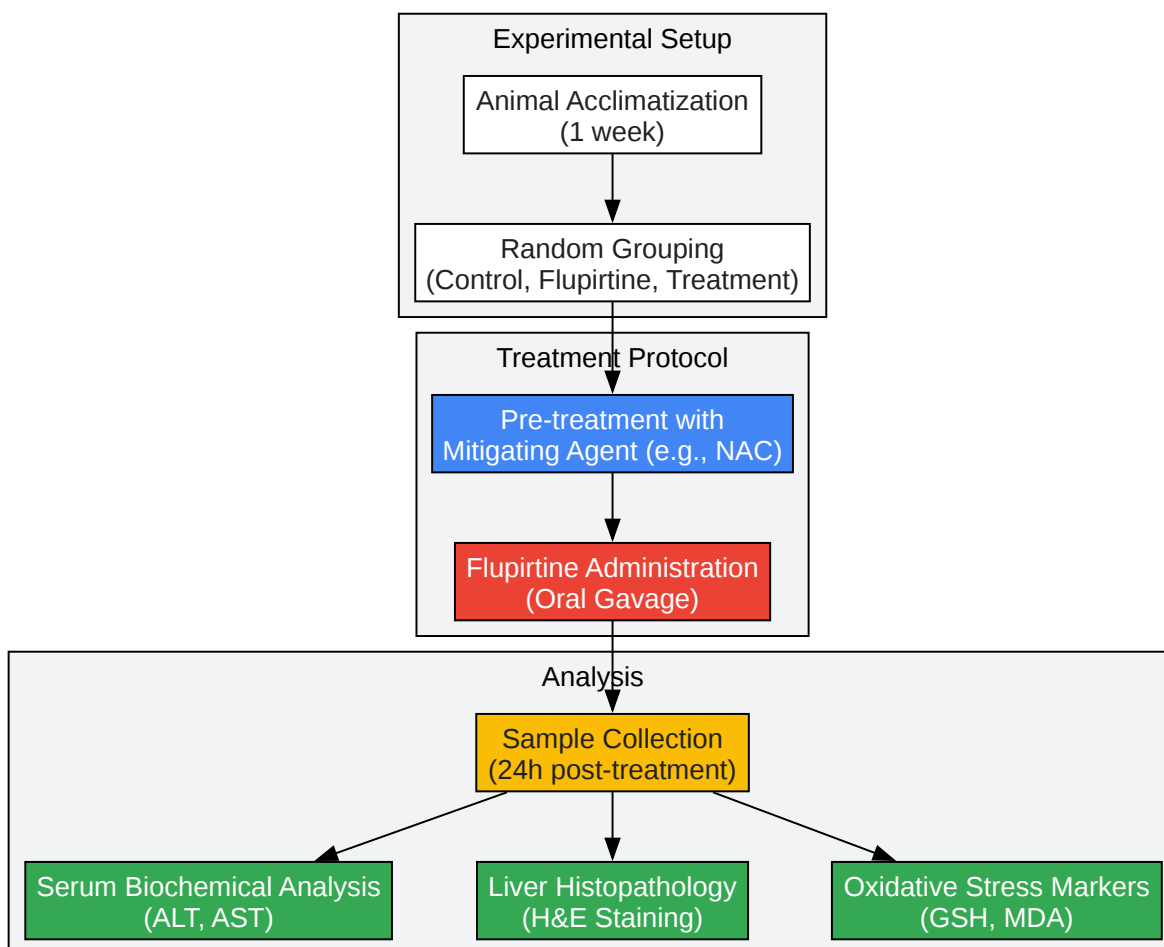 Experimental Setup
Animal Acclimatization
(1 week)
Random Grouping
(Control, Flupirtine, Treatment)
Treatment Protocol
Pre-treatment with
Mitigating Agent (e.g., NAC)
Flupirtine Administration
(Oral Gavage)
Analysis
Sample Collection
(24h post-treatment)
Serum Biochemical Analysis
(ALT, AST)
Liver Histopathology
(H&E Staining)
Oxidative Stress Markers
(GSH, MDA)